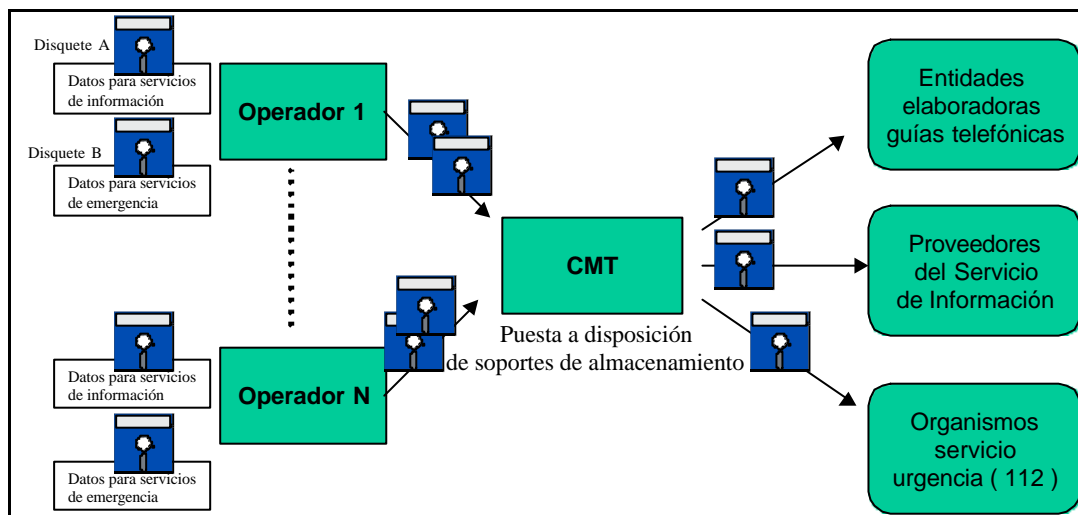 Disquete A
Datos para servicios
de información
Disquete B
Datos para servicios
de emergencia
Operador 1
Datos para servicios
de información
Datos para servicios
de emergencia
Operador N
CMT
Puesta a disposición
de soportes de almacenamiento
Entidades
elaboradoras
guías telefónicas
Proveedores
del Servicio
de Información
Organismos
servicio
urgencia ( 112 )